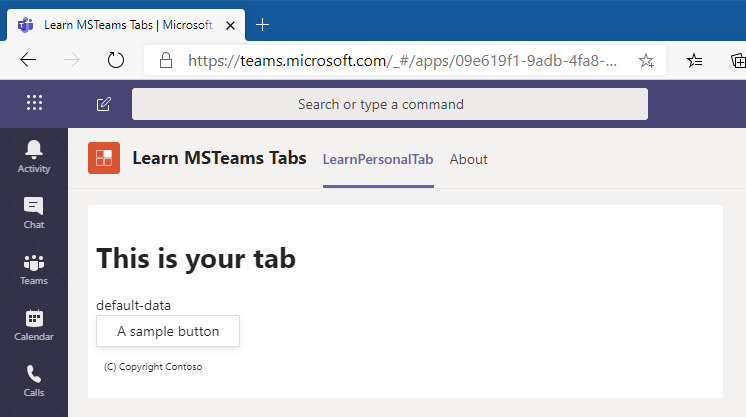 Learn MSTeams Tabs | Microsoft
https://teams.microsoft.com/_#/apps/09e619f1-9adb-4fa8-...
Search or type a command
Activity
Chat
Teams
Calendar
Calls
Learn MSTeams Tabs LearnPersonalTab About
This is your tab
default-data
A sample button
(C) Copyright Contoso